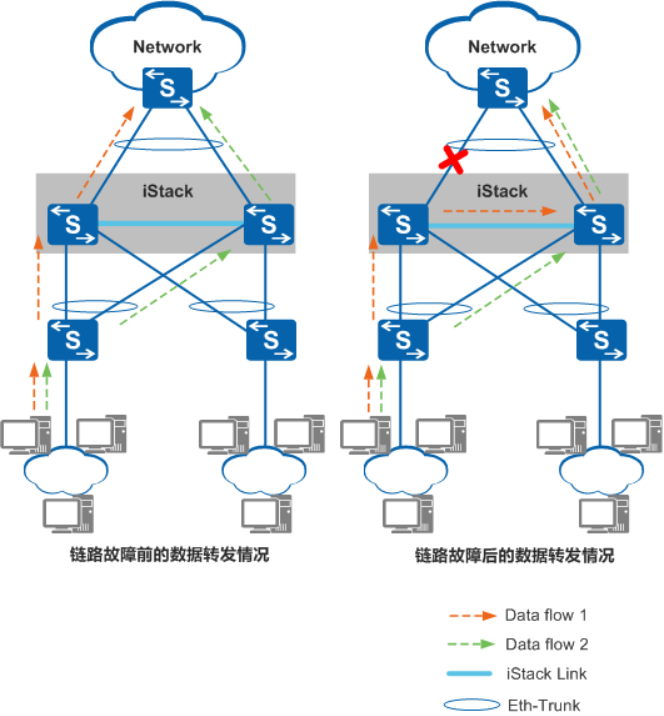 Network
Network
S
S
iStack
iStack
S
S
S
S
S
S
S
S
链路故障前的数据转发情况
链路故障后的数据转发情况
Data flow 1
Data flow 2
iStack Link
Eth-Trunk